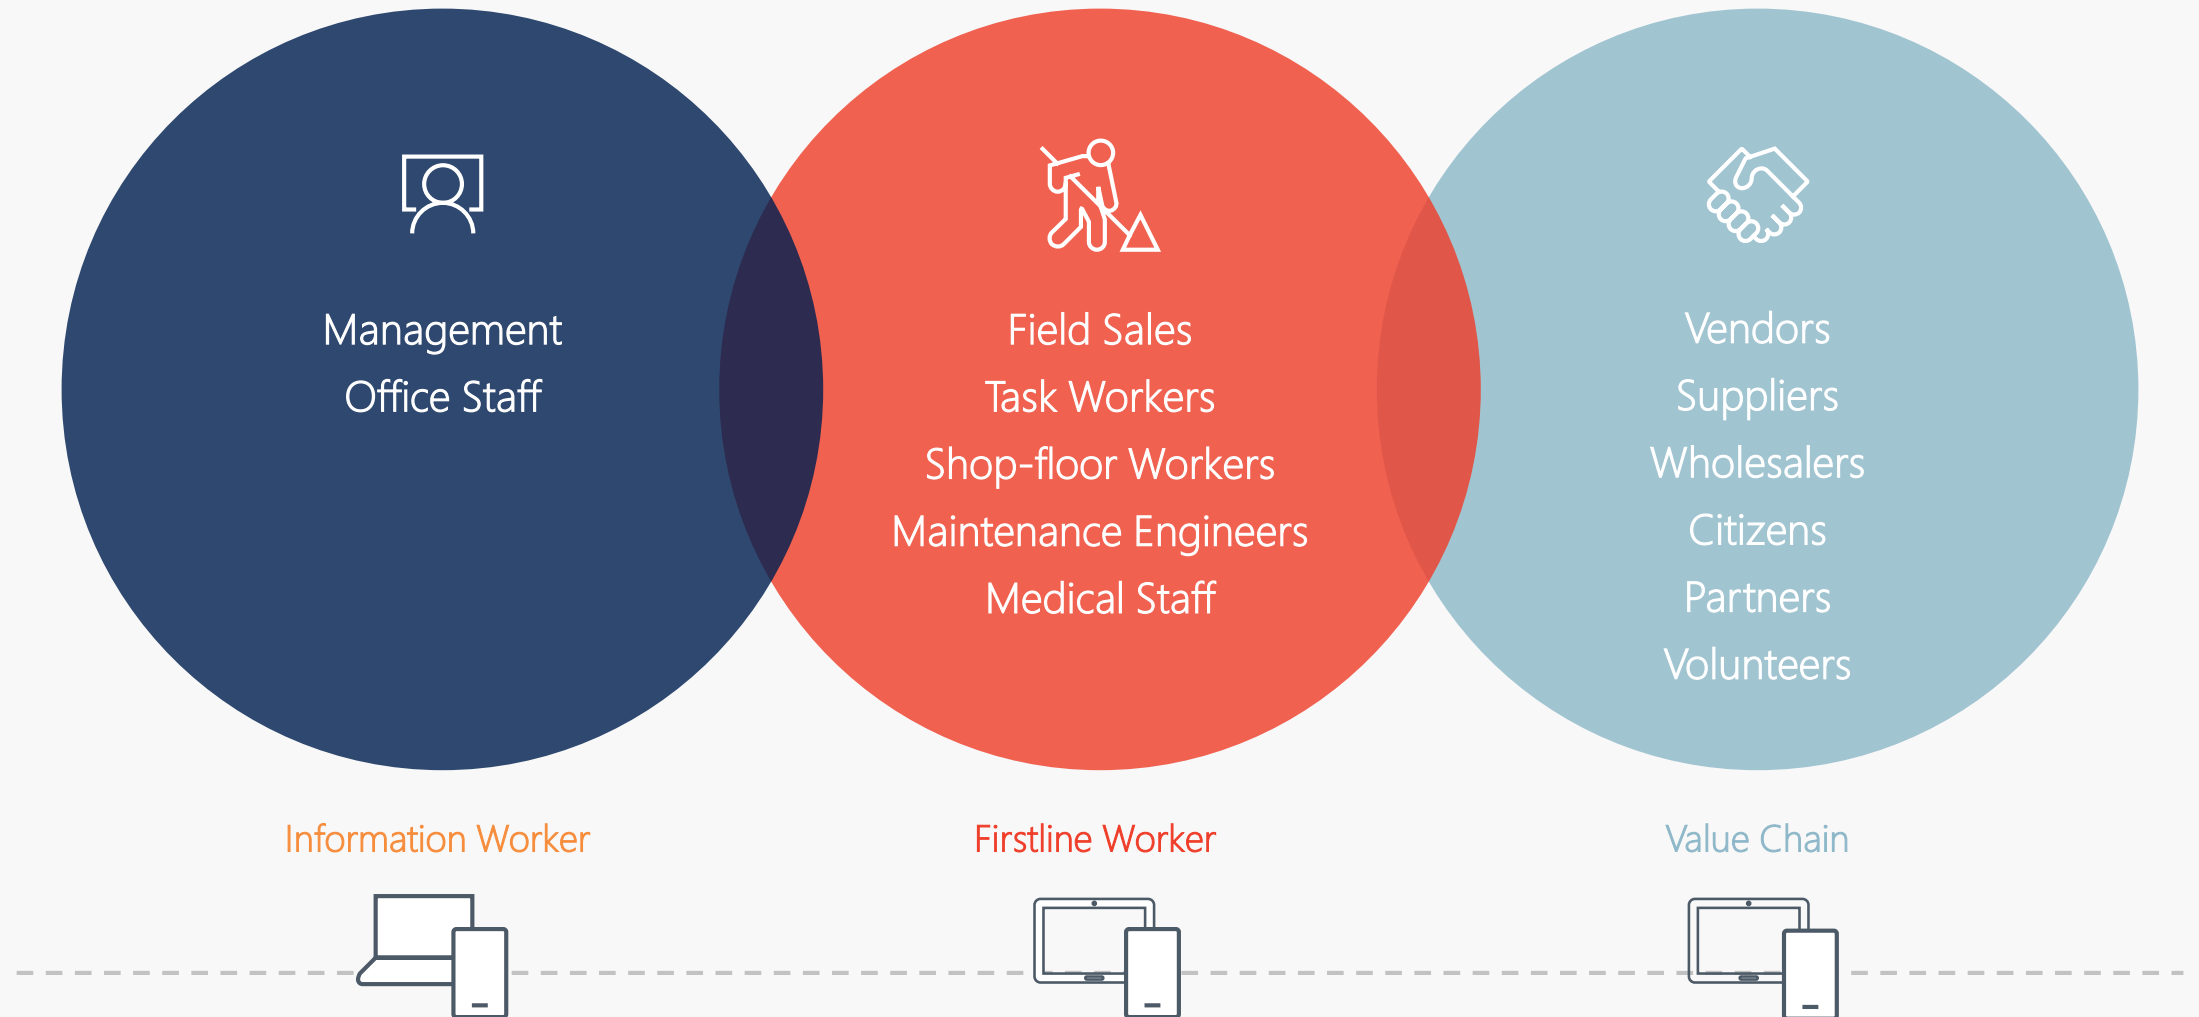 Management
Office Staff
Field Sales
Task Workers
Shop-floor Workers
Maintenance Engineers
Medical Staff
Vendors
Suppliers
Wholesalers
Citizens
Partners
Volunteers
Information Worker
Firstline Worker
Value Chain